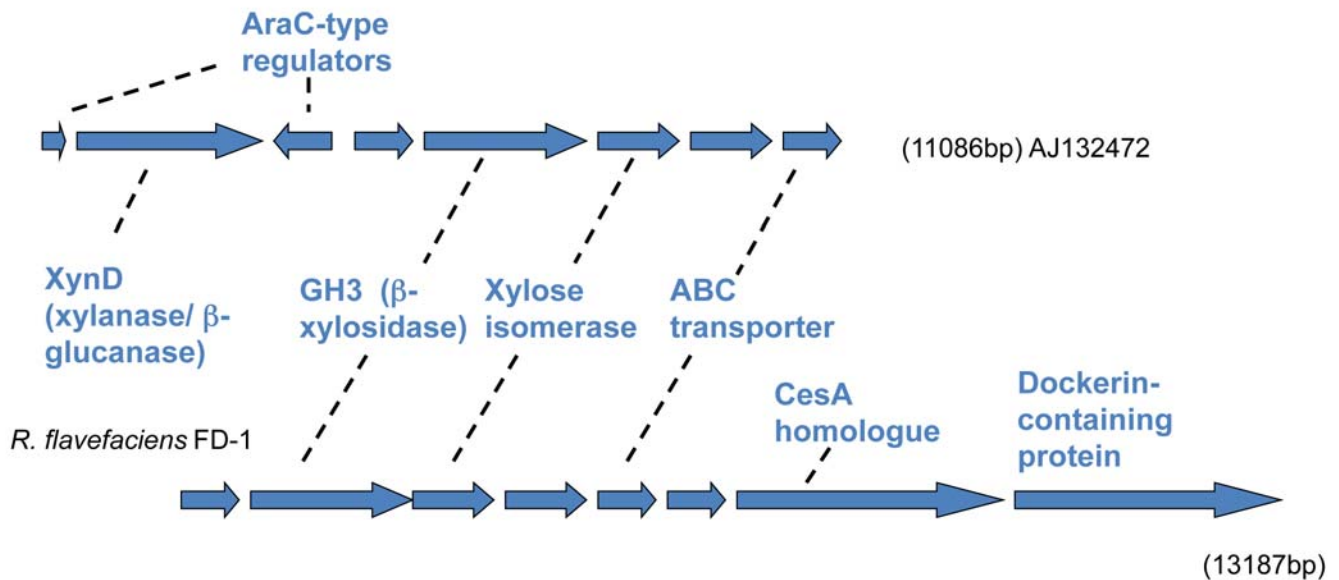 AraC-type
regulators
(11086bp) AJ132472
XynD
(xylanase/ β-
glucanase)
GH3 (β-
xylosidase)
Xylose
isomerase
ABC
transporter
CesA
homologue
Dockerin-
containing
protein
R. flavefaciens FD-1
(13187bp)